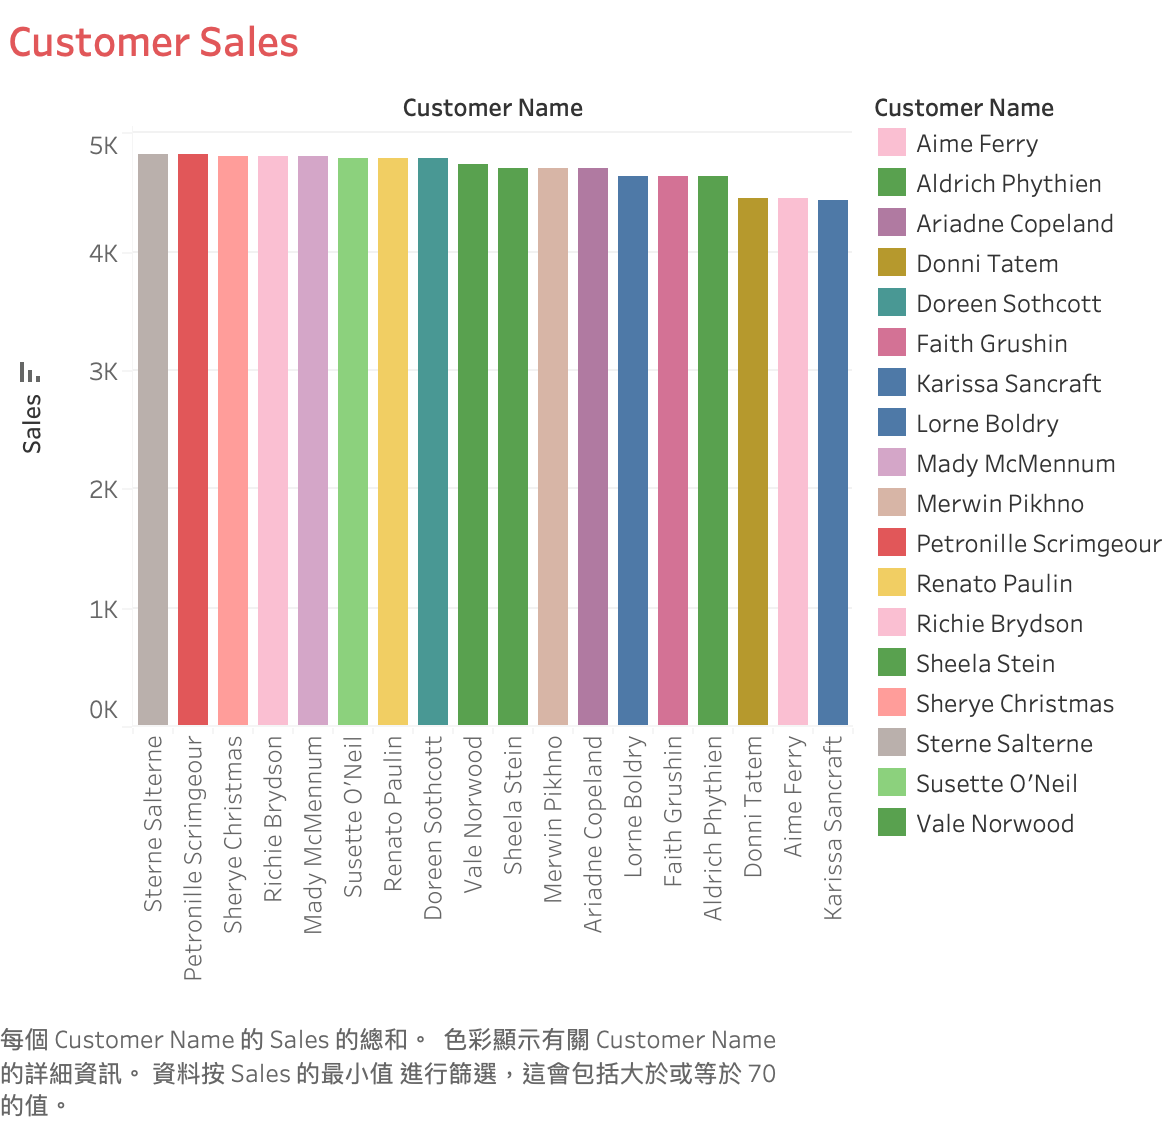 Customer Sales
Customer Name
5K
4K
3K
2K
1K
0K
Sales
Sterne Salterne
Petronille Scrimgeour
Sherye Christmas
Richie Brydson
Mady McMennum
Susette O’Neil
Renato Paulin
Doreen Sothcott
Vale Norwood
Sheela Stein
Merwin Pikhno
Ariadne Copeland
Lorne Boldry
Faith Grushin
Aldrich Phythien
Donni Tatem
Aime Ferry
Karissa Sancraft
Customer Name
Aime Ferry
Aldrich Phythien
Ariadne Copeland
Donni Tatem
Doreen Sothcott
Faith Grushin
Karissa Sancraft
Lorne Boldry
Mady McMennum
Merwin Pikhno
Petronille Scrimgeour
Renato Paulin
Richie Brydson
Sheela Stein
Sherye Christmas
Sterne Salterne
Susette O’Neil
Vale Norwood
每個 Customer Name 的 Sales 的總和。 色彩顯示有關 Customer Name
的詳細資訊。 資料按 Sales 的最小值 進行篩選，這會包括大於或等於 70
的值。